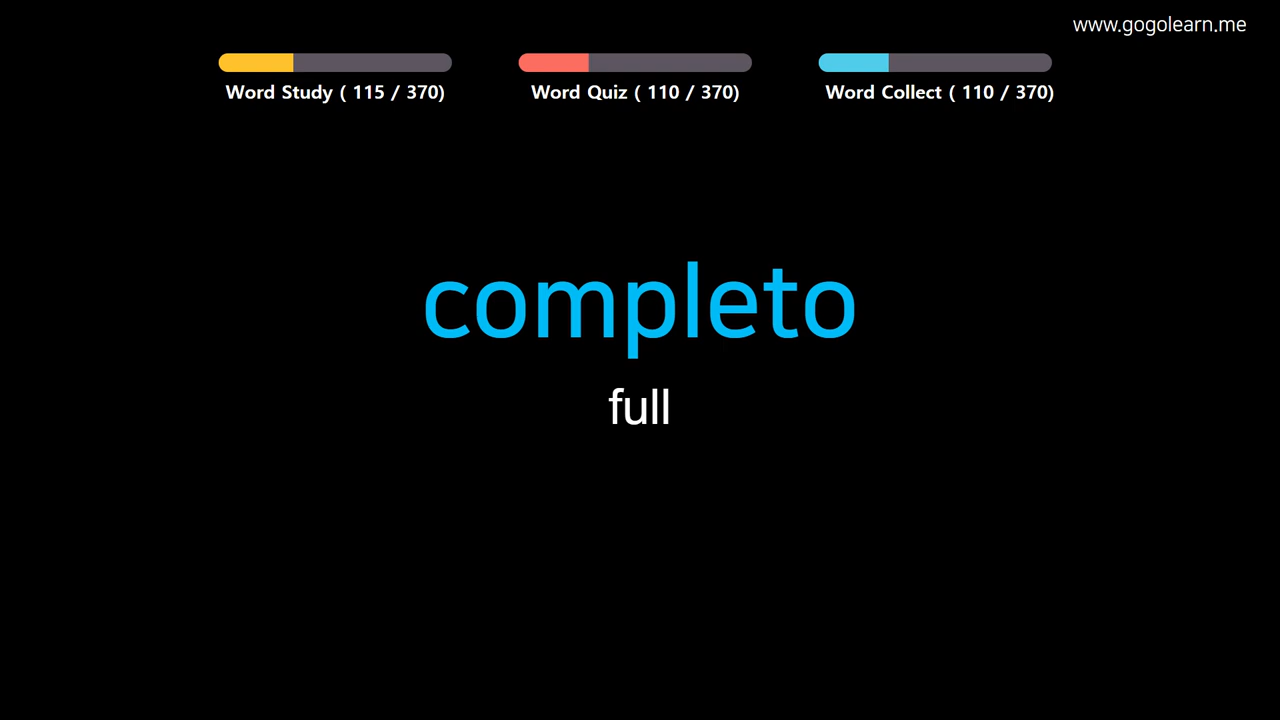 www.gogolearn.me
Word Study ( 115 / 370)
Word Quiz ( 110 / 370)
Word Collect ( 110 / 370)
completo
full